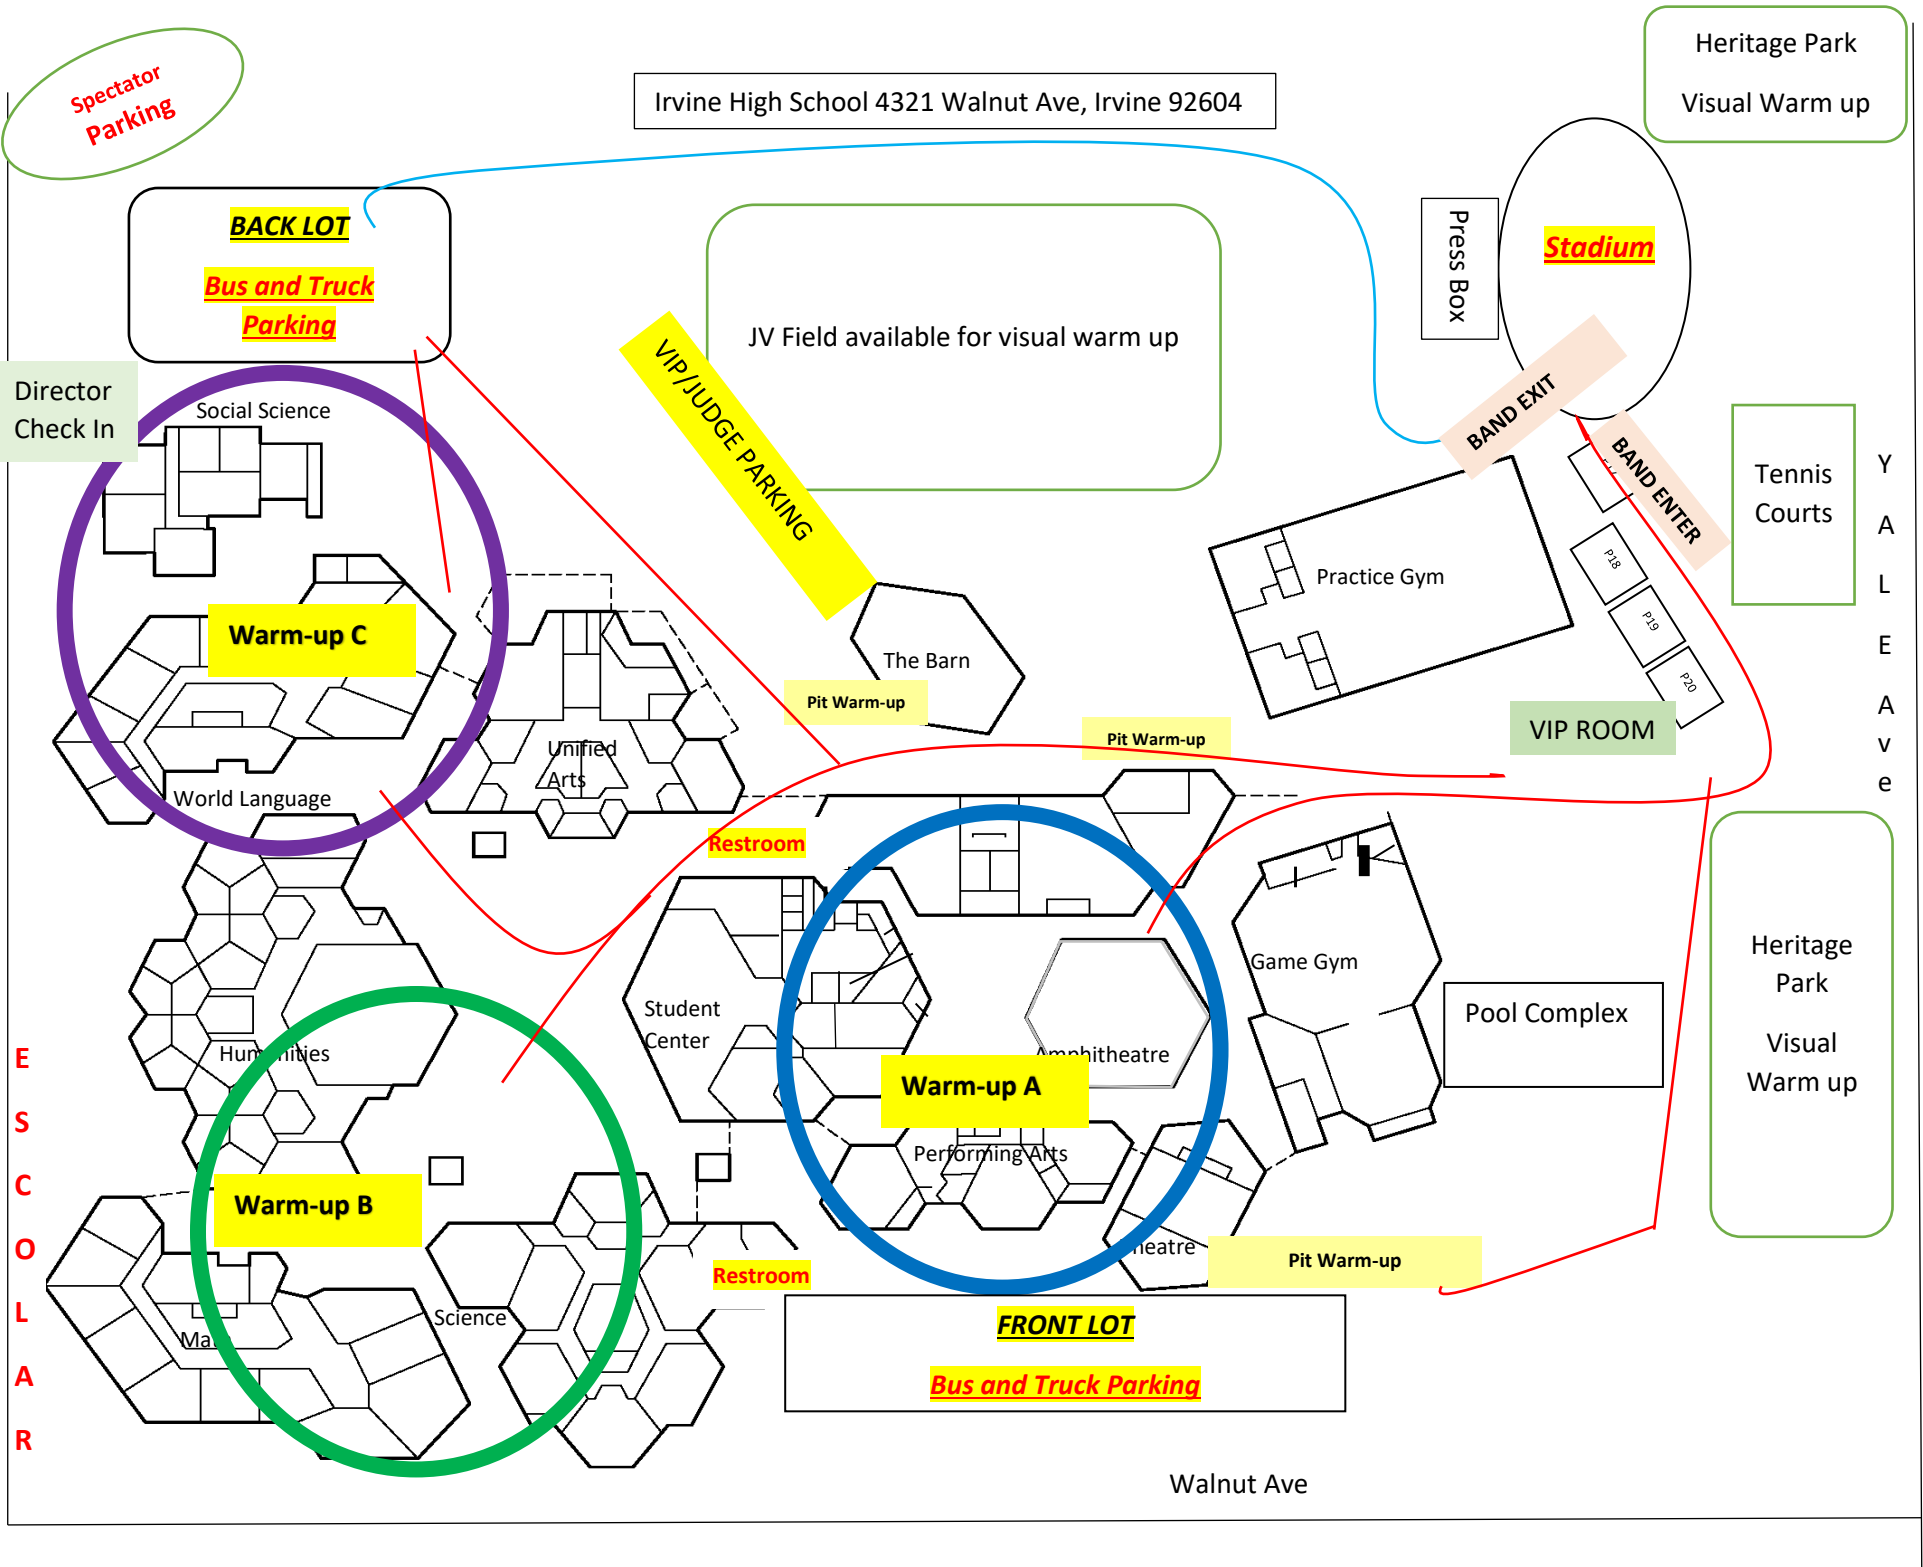 Heritage Park
Visual Warm up
Spectator
Parking
Irvine High School 4321 Walnut Ave, Irvine 92604
BACK LOT
Bus and Truck
Parking
Press Box
Stadium
JV Field available for visual warm up
VIP/JUDGE PARKING
BAND EXIT
BAND ENTER
Director
Check In
Social Science
Tennis
Courts
Y
A
L
E
A
v
e
Practice Gym
P18
P19
P20
Warm-up C
The Barn
Pit Warm-up
Pit Warm-up
VIP ROOM
Unified
Arts
World Language
Restroom
Game Gym
Pool Complex
Heritage
Park
Visual
Warm up
Student
Center
Amphitheatre
Humanities
Warm-up A
Performing Arts
E
S
C
O
L
A
R
Warm-up B
heatre
Pit Warm-up
Restroom
Science
FRONT LOT
Bus and Truck Parking
Walnut Ave